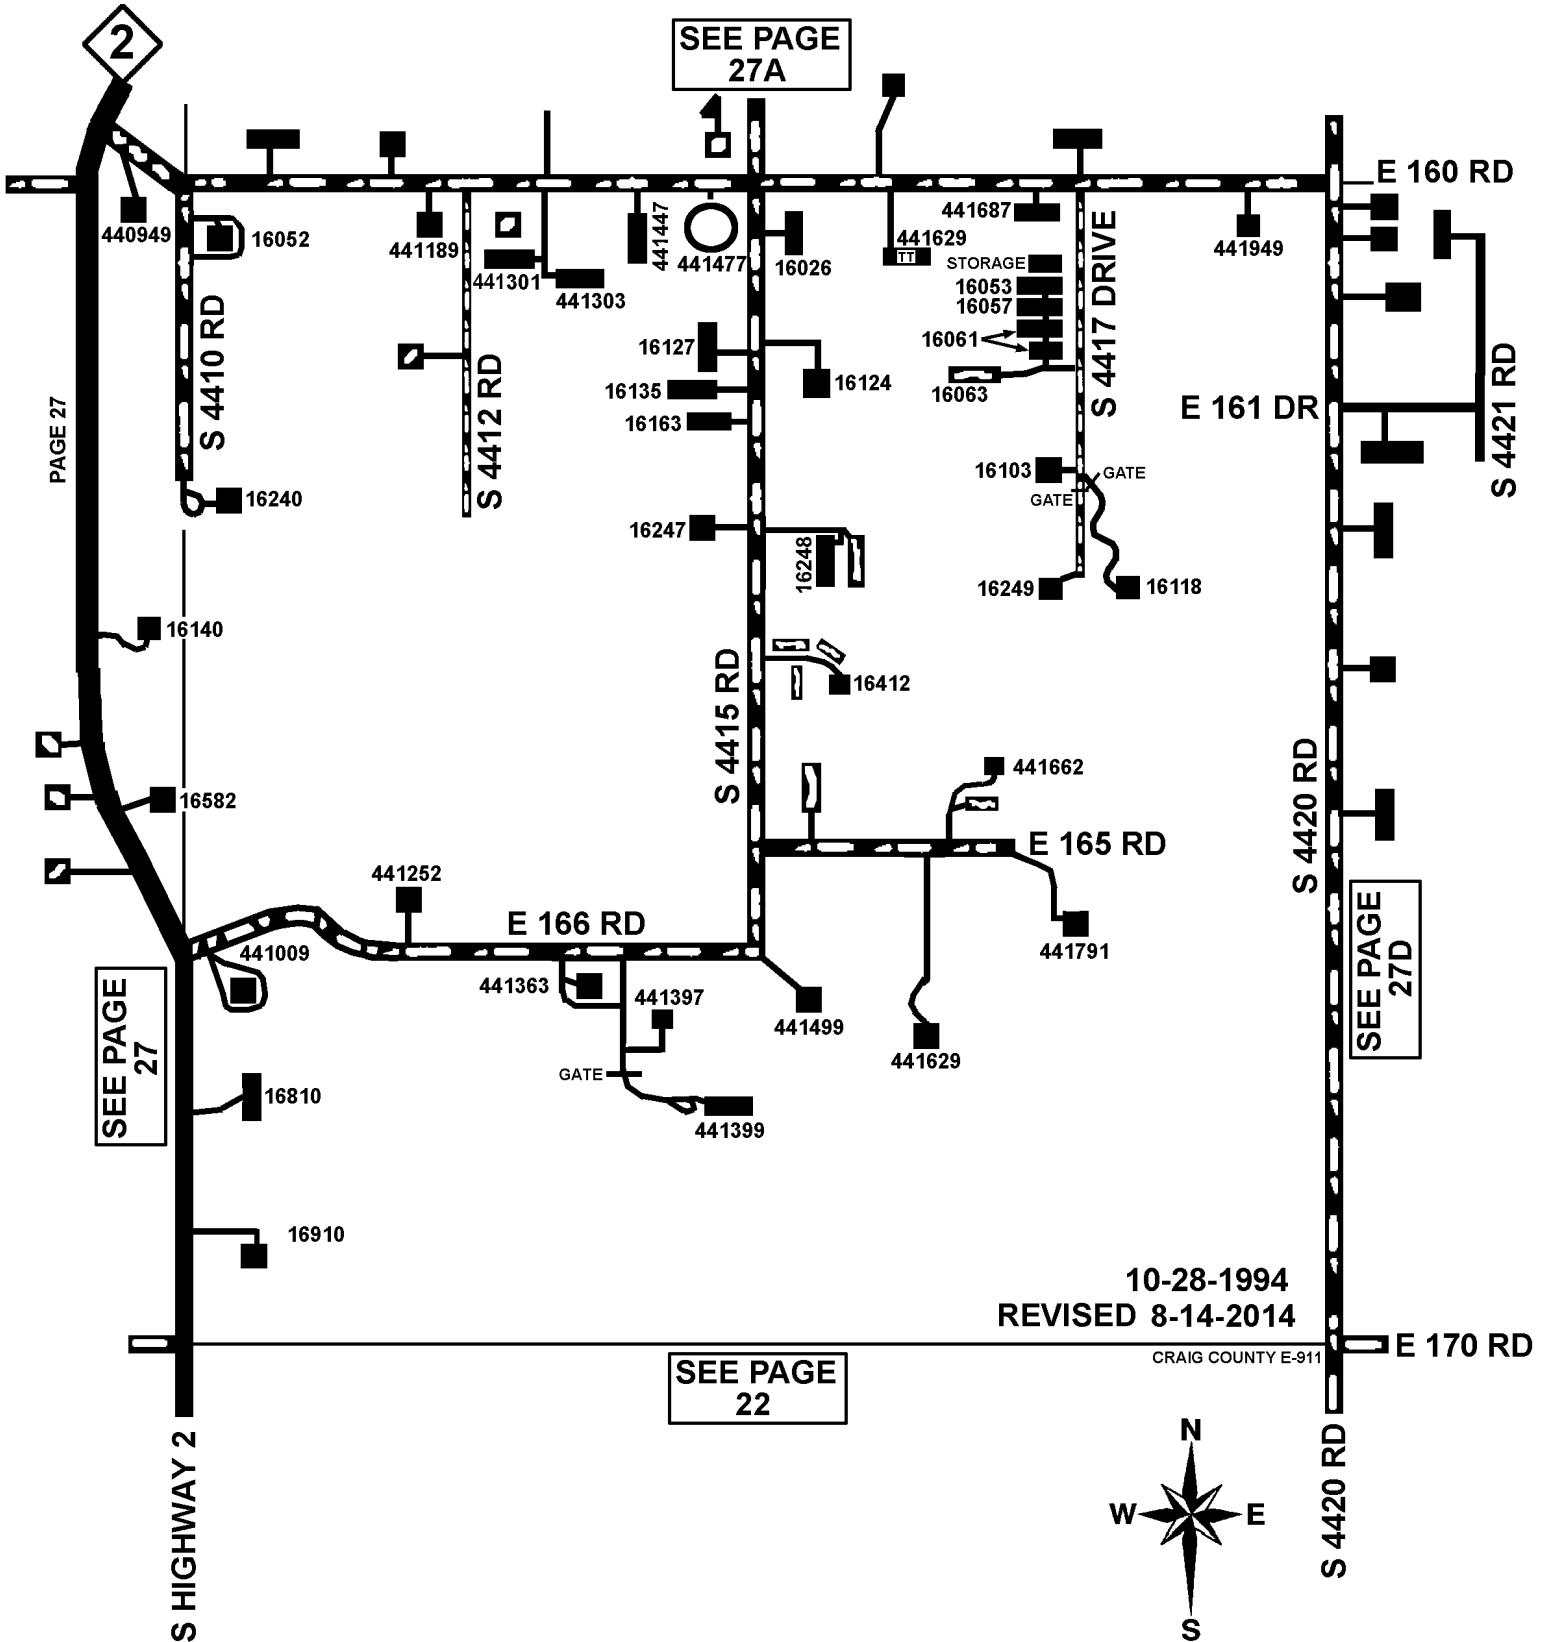 2
SEE PAGE
27A
E 160 RD
440949
16052
441189
441301
441303
441447
441477
16026
441629
TT
441687
STORAGE
16053
16057
16061
16063
441949
S 4410 RD
S 4412 RD
S 4417 DRIVE
16127
16135
16163
16124
E 161 DR
S 4421 RD
PAGE 27
16240
16103
GATE
GATE
16247
16248
16249
16118
16140
16412
S 4415 RD
16582
441662
E 165 RD
S 4420 RD
441252
E 166 RD
441009
441363
441397
441499
441629
441791
SEE PAGE
27D
SEE PAGE
27
GATE
16810
441399
16910
10-28-1994
REVISED 8-14-2014
E 170 RD
CRAIG COUNTY E-911
SEE PAGE
22
S HIGHWAY 2
S 4420 RD
N
W
E
S